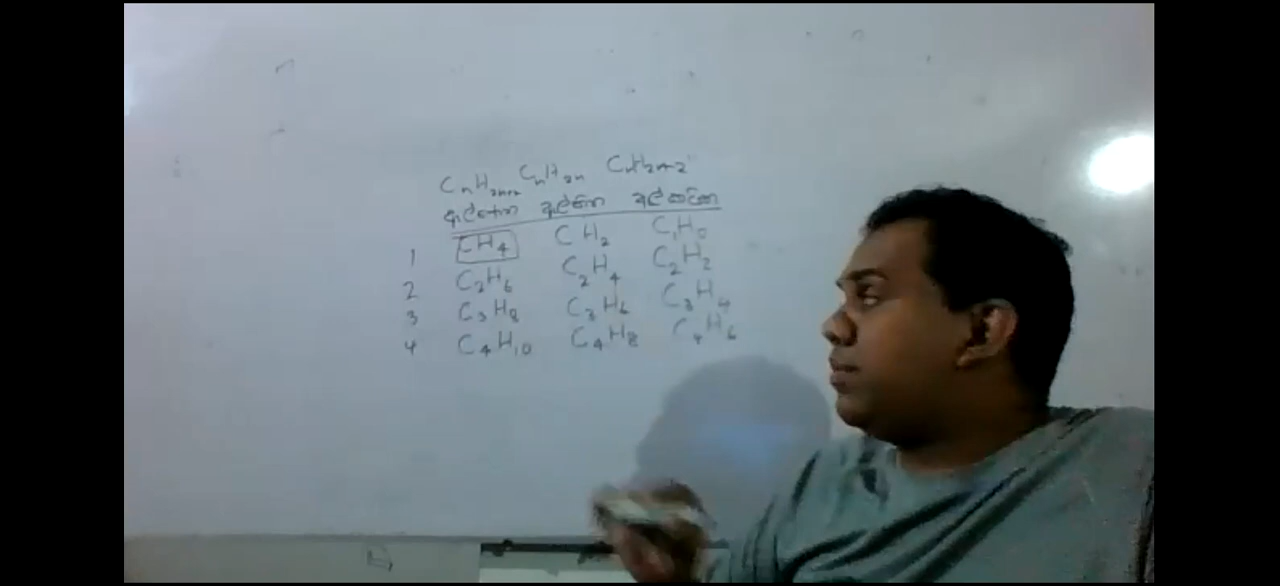 CₙH₂ₙ₊₂ CₙH₂ₙ CₙH₂ₙ₋₂
ඇල්කේන ඇල්කීන ඇල්කයින
1 CH₄ CH₂ C₁H₀
2 C₂H₆ C₂H₄ C₂H₂
3 C₃H₈ C₃H₆ C₃H₄
4 C₄H₁₀ C₄H₈ C₄H₆